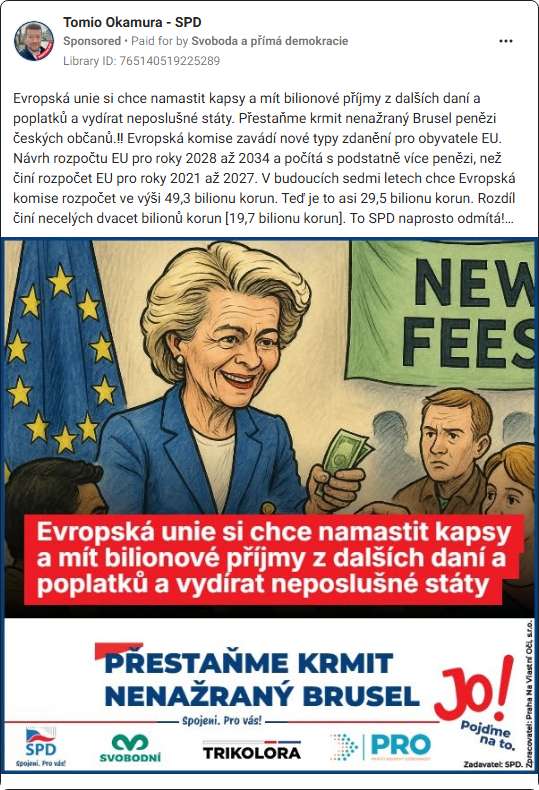 Tomio Okamura - SPD
Sponsored • Paid for by Svoboda a přímá demokracie
Library ID: 765140519225289
Evropská unie si chce namastit kapsy a mít bilionové příjmy z dalších daní a
poplatků a vydírat neposlušné státy. Přestaňme krmit nenažraný Brusel penězi
českých občanů.!! Evropská komise zavádí nové typy zdanění pro obyvatele EU.
Návrh rozpočtu EU pro roky 2028 až 2034 a počítá s podstatně více penězi, než
činí rozpočet EU pro roky 2021 až 2027. V budoucích sedmi letech chce Evropská
komise rozpočet ve výši 49,3 bilionu korun. Teď je to asi 29,5 bilionu korun. Rozdíl
činí necelých dvacet bilionů korun [19,7 bilionu korun]. To SPD naprosto odmítá!...
NEW
FEES
Evropská unie si chce namastit kapsy
a mít bilionové příjmy z dalších daní a
poplatků a vydírat neposlušné státy
PŘESTAŇME KRMIT
NENAŽRANÝ BRUSEL
Spojeni. Pro vás!
Jo!
Pojďme
na to.
SPD
Spojeni. Pro vás!
SVOBODNÍ
TRIKOLORA
PRO
Zadavatel: SPD.
Zpracovatel: Praha Na Vlastní Oči, s.r.o.